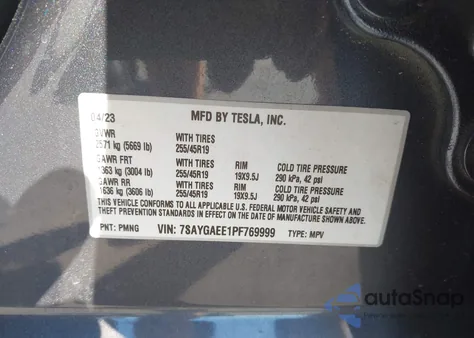 MFD BY TESLA, INC.
04/23
GVWR WITH TIRES
2571 kg (5669 lb) 255/45R19
GAWR FRT WITH TIRES RIM COLD TIRE PRESSURE
1363 kg (3004 lb) 255/45R19 19X9.5J 290 kPa, 42 psi
GAWR RR WITH TIRES RIM COLD TIRE PRESSURE
1636 kg (3606 lb) 255/45R19 19X9.5J 290 kPa, 42 psi
THIS VEHICLE CONFORMS TO ALL APPLICABLE U.S. FEDERAL MOTOR VEHICLE SAFETY AND THEFT PREVENTION STANDARDS IN EFFECT ON THE DATE OF MANUFACTURE SHOWN ABOVE.
PNT: PMNG VIN: 7SAYGAEE1PF769999 TYPE: MPV
autoSnap